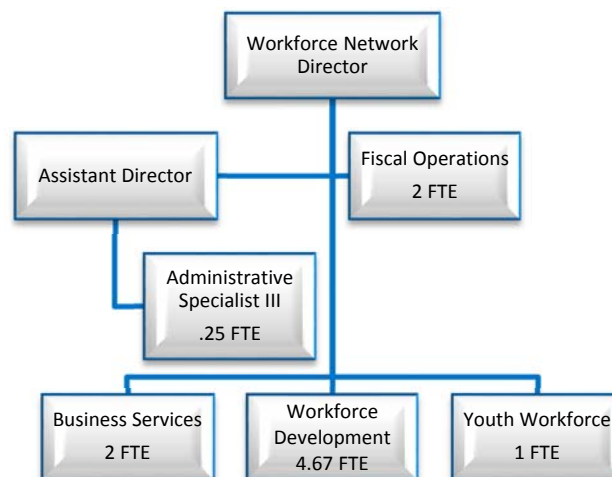 Workforce Network
Director
Assistant Director
Fiscal Operations
2 FTE
Administrative
Specialist III
.25 FTE
Business Services
2 FTE
Workforce
Development
4.67 FTE
Youth Workforce
1 FTE